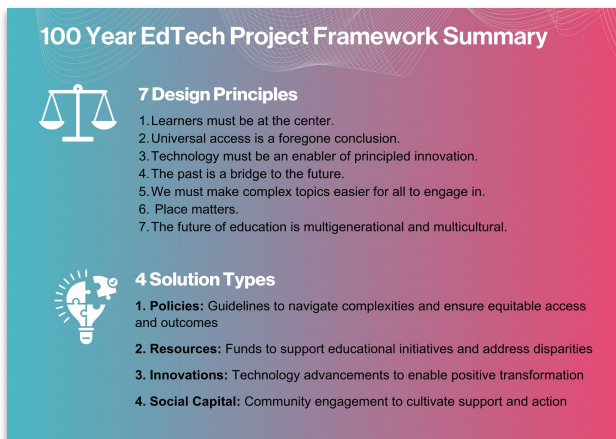 100 Year EdTech Project Framework Summary
7 Design Principles
1. Learners must be at the center.
2. Universal access is a foregone conclusion.
3. Technology must be an enabler of principled innovation.
4. The past is a bridge to the future.
5. We must make complex topics easier for all to engage in.
6. Place matters.
7. The future of education is multigenerational and multicultural.
4 Solution Types
1. Policies: Guidelines to navigate complexities and ensure equitable access
and outcomes
2. Resources: Funds to support educational initiatives and address disparities
3. Innovations: Technology advancements to enable positive transformation
4. Social Capital: Community engagement to cultivate support and action